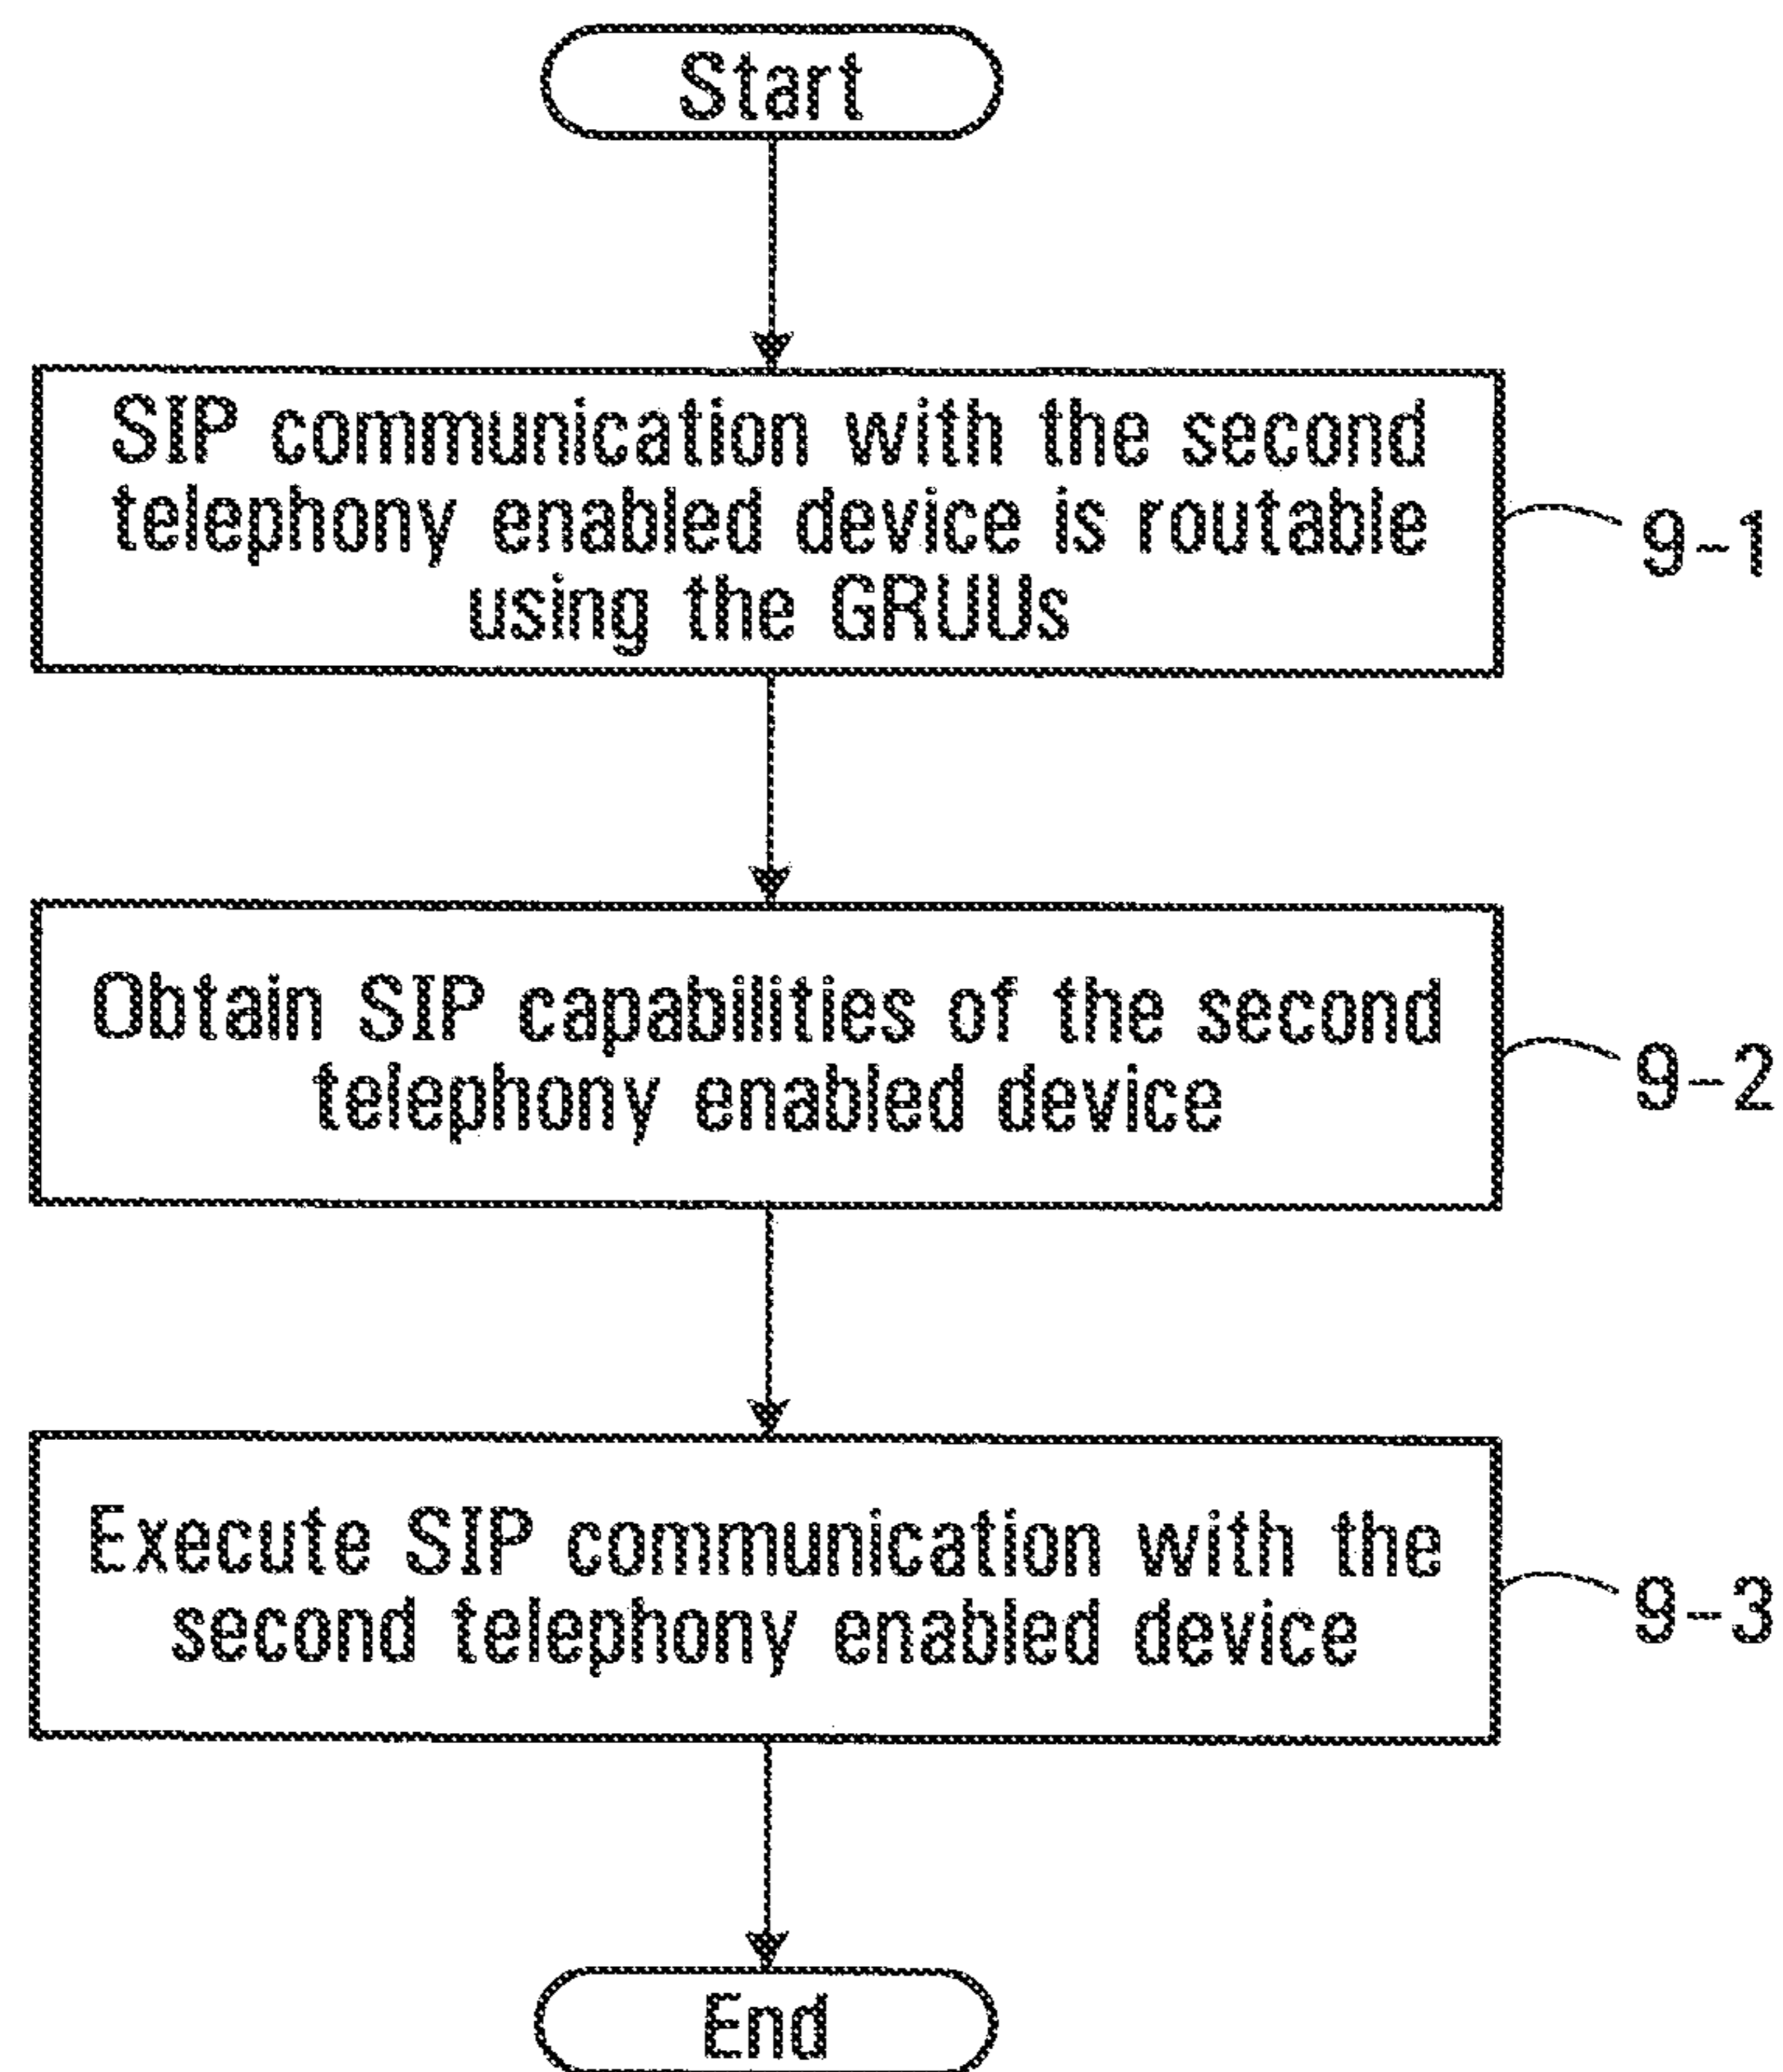 Start
SIP communication with the second
telephony enabled device is routable
using the GRUUs
9-1
Obtain SIP capabilities of the second
telephony enabled device
9-2
Execute SIP communication with the
second telephony enabled device
9-3
End